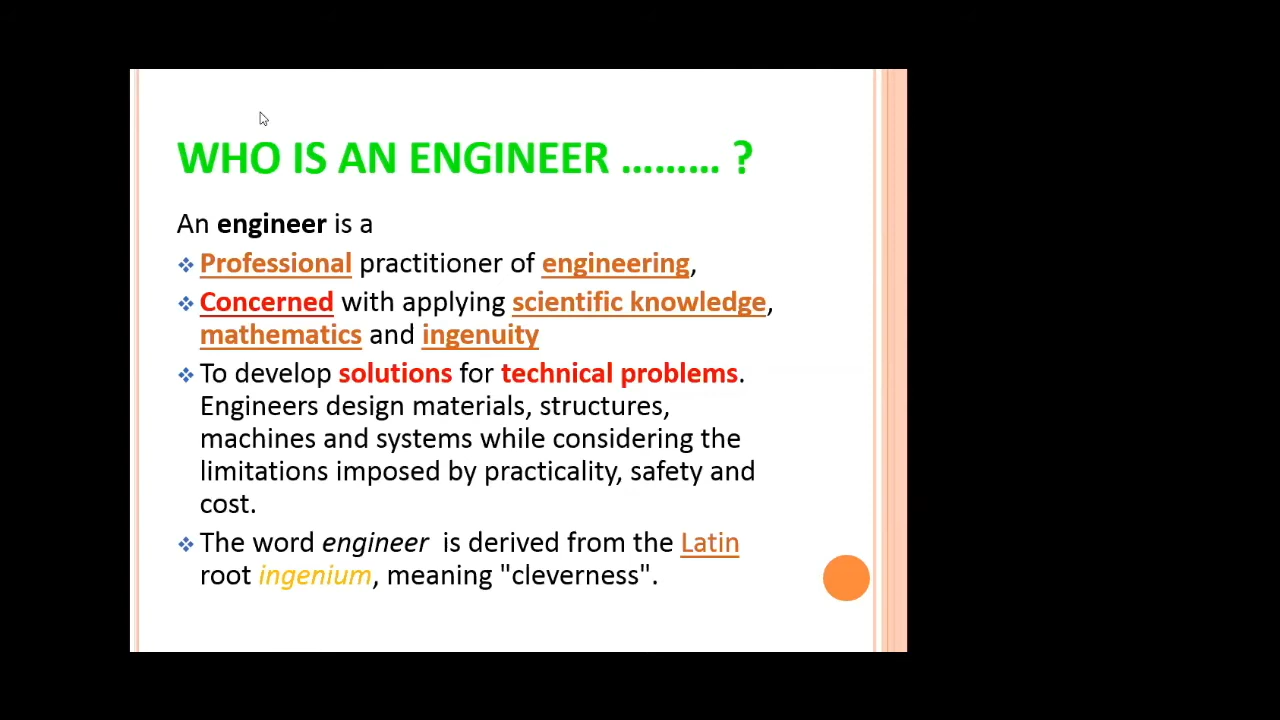 WHO IS AN ENGINEER ......... ?
An engineer is a
❖ Professional practitioner of engineering,
❖ Concerned with applying scientific knowledge,
mathematics and ingenuity
❖ To develop solutions for technical problems.
Engineers design materials, structures,
machines and systems while considering the
limitations imposed by practicality, safety and
cost.
❖ The word engineer is derived from the Latin
root ingenium, meaning "cleverness".